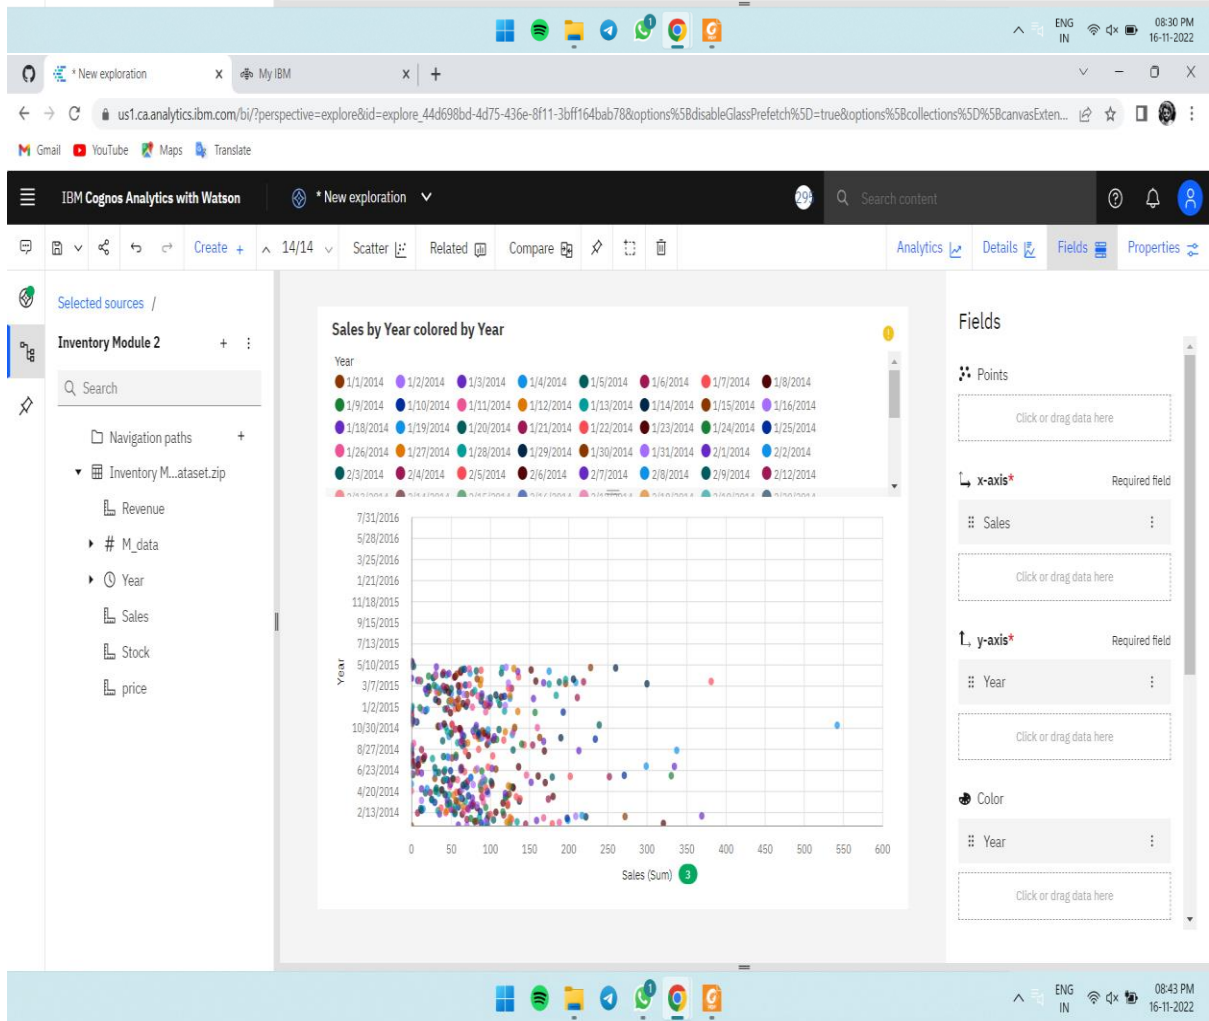 ENG
IN
08:30 PM
16-11-2022
* New exploration
My IBM
us1.ca.analytics.ibm.com/bi/?perspective=explore&id=explore_44d698bd-4d75-436e-8f11-3bff164bab78&options%5BdisableGlassPrefetch%5D=true&options%5Bcollections%5D%5BcanvasExten...
Gmail YouTube Maps Translate
IBM Cognos Analytics with Watson
* New exploration
Search content
Create +
14/14
Scatter Related Compare
Analytics Details Fields Properties
Selected sources /
Inventory Module 2
Search
Navigation paths
Inventory M...ataset.zip
Revenue
M_data
Year
Sales
Stock
price
Sales by Year colored by Year
Year
1/1/2014 1/2/2014 1/3/2014 1/4/2014 1/5/2014 1/6/2014 1/7/2014 1/8/2014
1/9/2014 1/10/2014 1/11/2014 1/12/2014 1/13/2014 1/14/2014 1/15/2014 1/16/2014
1/18/2014 1/19/2014 1/20/2014 1/21/2014 1/22/2014 1/23/2014 1/24/2014 1/25/2014
1/26/2014 1/27/2014 1/28/2014 1/29/2014 1/30/2014 1/31/2014 2/1/2014 2/2/2014
2/3/2014 2/4/2014 2/5/2014 2/6/2014 2/7/2014 2/8/2014 2/9/2014 2/12/2014
7/31/2016
5/28/2016
3/25/2016
1/21/2016
11/18/2015
9/15/2015
7/13/2015
5/10/2015
3/7/2015
1/2/2015
10/30/2014
8/27/2014
6/23/2014
4/20/2014
2/13/2014
Year
0 50 100 150 200 250 300 350 400 450 500 550 600
Sales (Sum) 3
Fields
Points
Click or drag data here
x-axis* Required field
Sales
Click or drag data here
y-axis* Required field
Year
Click or drag data here
Color
Year
Click or drag data here
ENG
IN
08:43 PM
16-11-2022